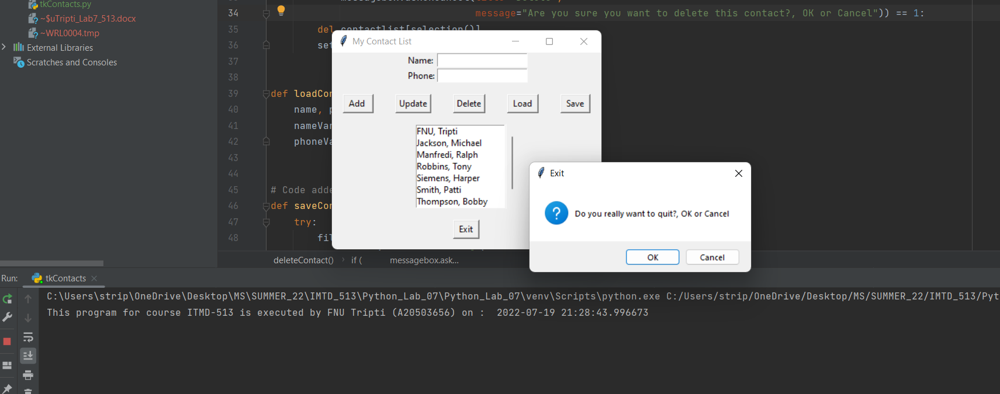 tkContacts.py
~$uTripti_Lab7_513.docx
~WRL0004.tmp
External Libraries
Scratches and Consoles
34 message="Are you sure you want to delete this contact?, OK or Cancel")) == 1:
35 del contactlist[selection()]
36 set
37
38
39 def loadCon
40 name, p
41 nameVar
42 phoneVa
43
44
45 # Code adde
46 def saveCon
47 try:
48 fil
deleteContact() › if ( messagebox.ask...
My Contact List
Name:
Phone:
Add Update Delete Load Save
FNU, Tripti
Jackson, Michael
Manfredi, Ralph
Robbins, Tony
Siemens, Harper
Smith, Patti
Thompson, Bobby
Exit
Exit
Do you really want to quit?, OK or Cancel
OK Cancel
Run: tkContacts
C:\Users\strip\OneDrive\Desktop\MS\SUMMER_22\IMTD_513\Python_Lab_07\Python_Lab_07\venv\Scripts\python.exe C:/Users/strip/OneDrive/Desktop/MS/SUMMER_22/IMTD_513/Pyt
This program for course ITMD-513 is executed by FNU Tripti (A20503656) on :  2022-07-19 21:28:43.996673